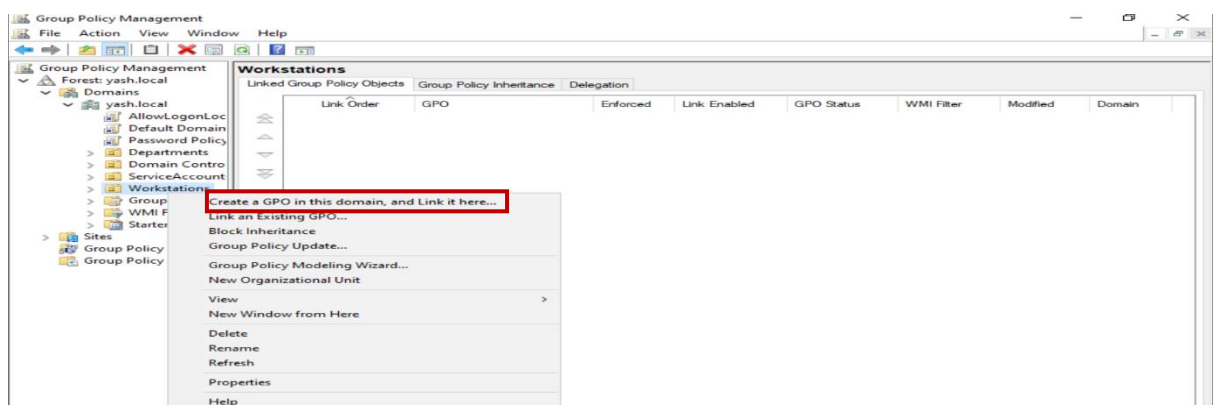 Group Policy Management
File Action View Window Help
Group Policy Management
Forest: yash.local
Domains
yash.local
AllowLogonLoc
Default Domain
Password Policy
Departments
Domain Contro
ServiceAccount
Workstations
Group
WMI F
Starter
Sites
Group Policy
Group Policy
Workstations
Linked Group Policy Objects Group Policy Inheritance Delegation
Link Order GPO Enforced Link Enabled GPO Status WMI Filter Modified Domain
Create a GPO in this domain, and Link it here...
Link an Existing GPO...
Block Inheritance
Group Policy Update...
Group Policy Modeling Wizard...
New Organizational Unit
View
New Window from Here
Delete
Rename
Refresh
Properties
Help